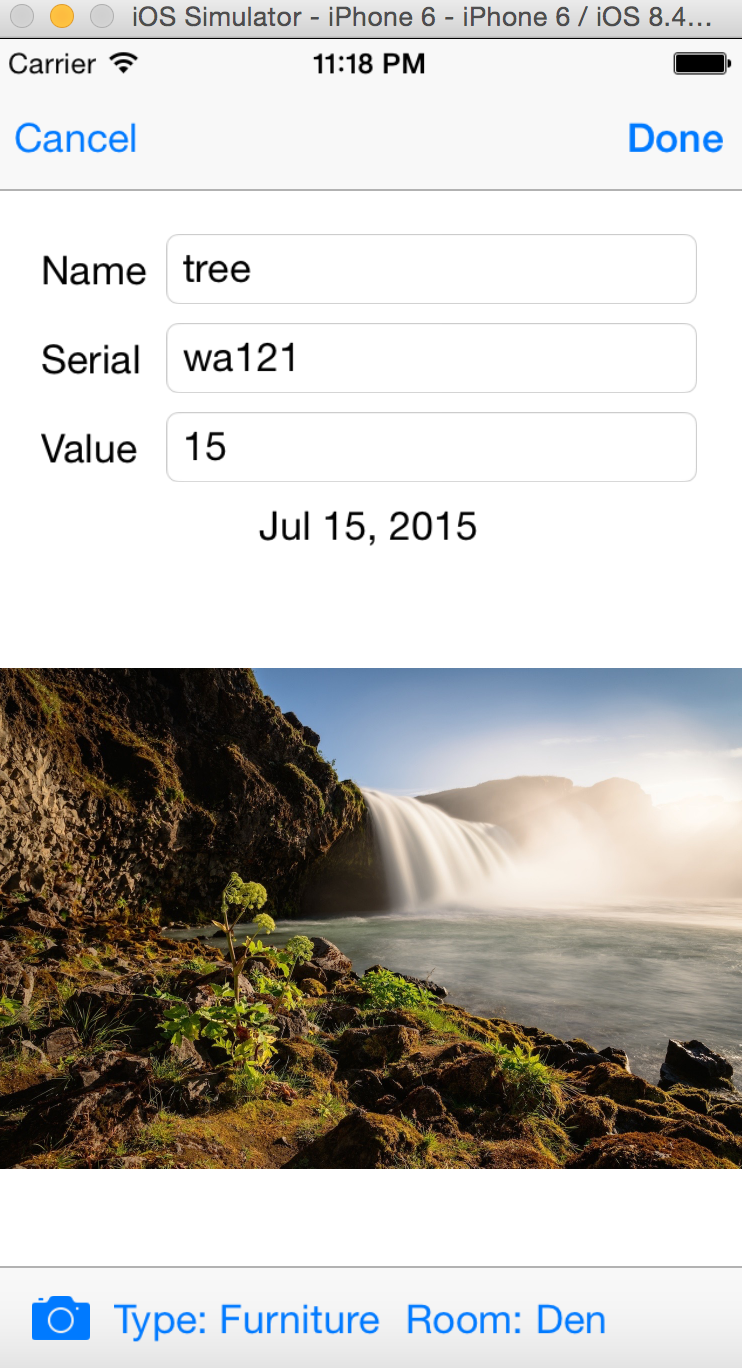 iOS Simulator - iPhone 6 - iPhone 6 / iOS 8.4...
Carrier 11:18 PM
Cancel Done
Name tree
Serial wa121
Value 15
Jul 15, 2015
Type: Furniture Room: Den